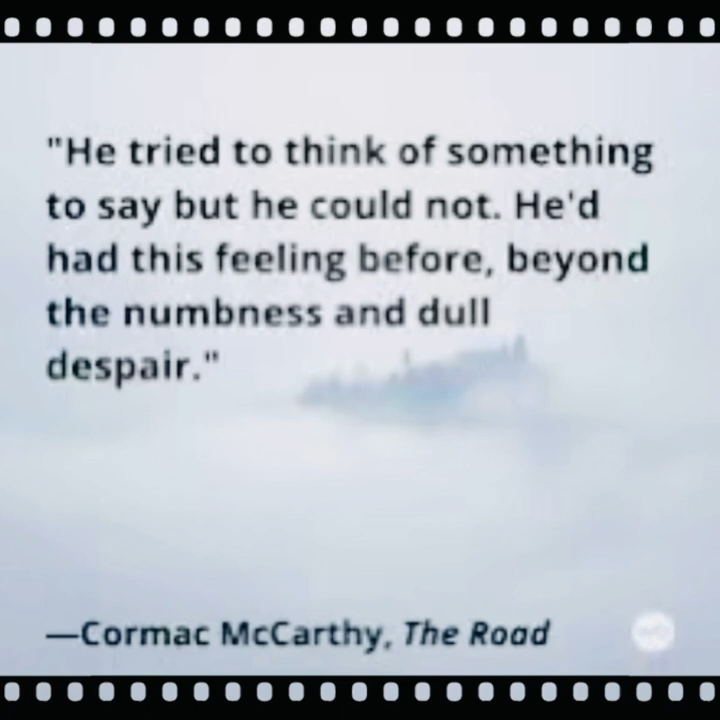 "He tried to think of something
to say but he could not. He'd
had this feeling before, beyond
the numbness and dull
despair."
—Cormac McCarthy, The Road